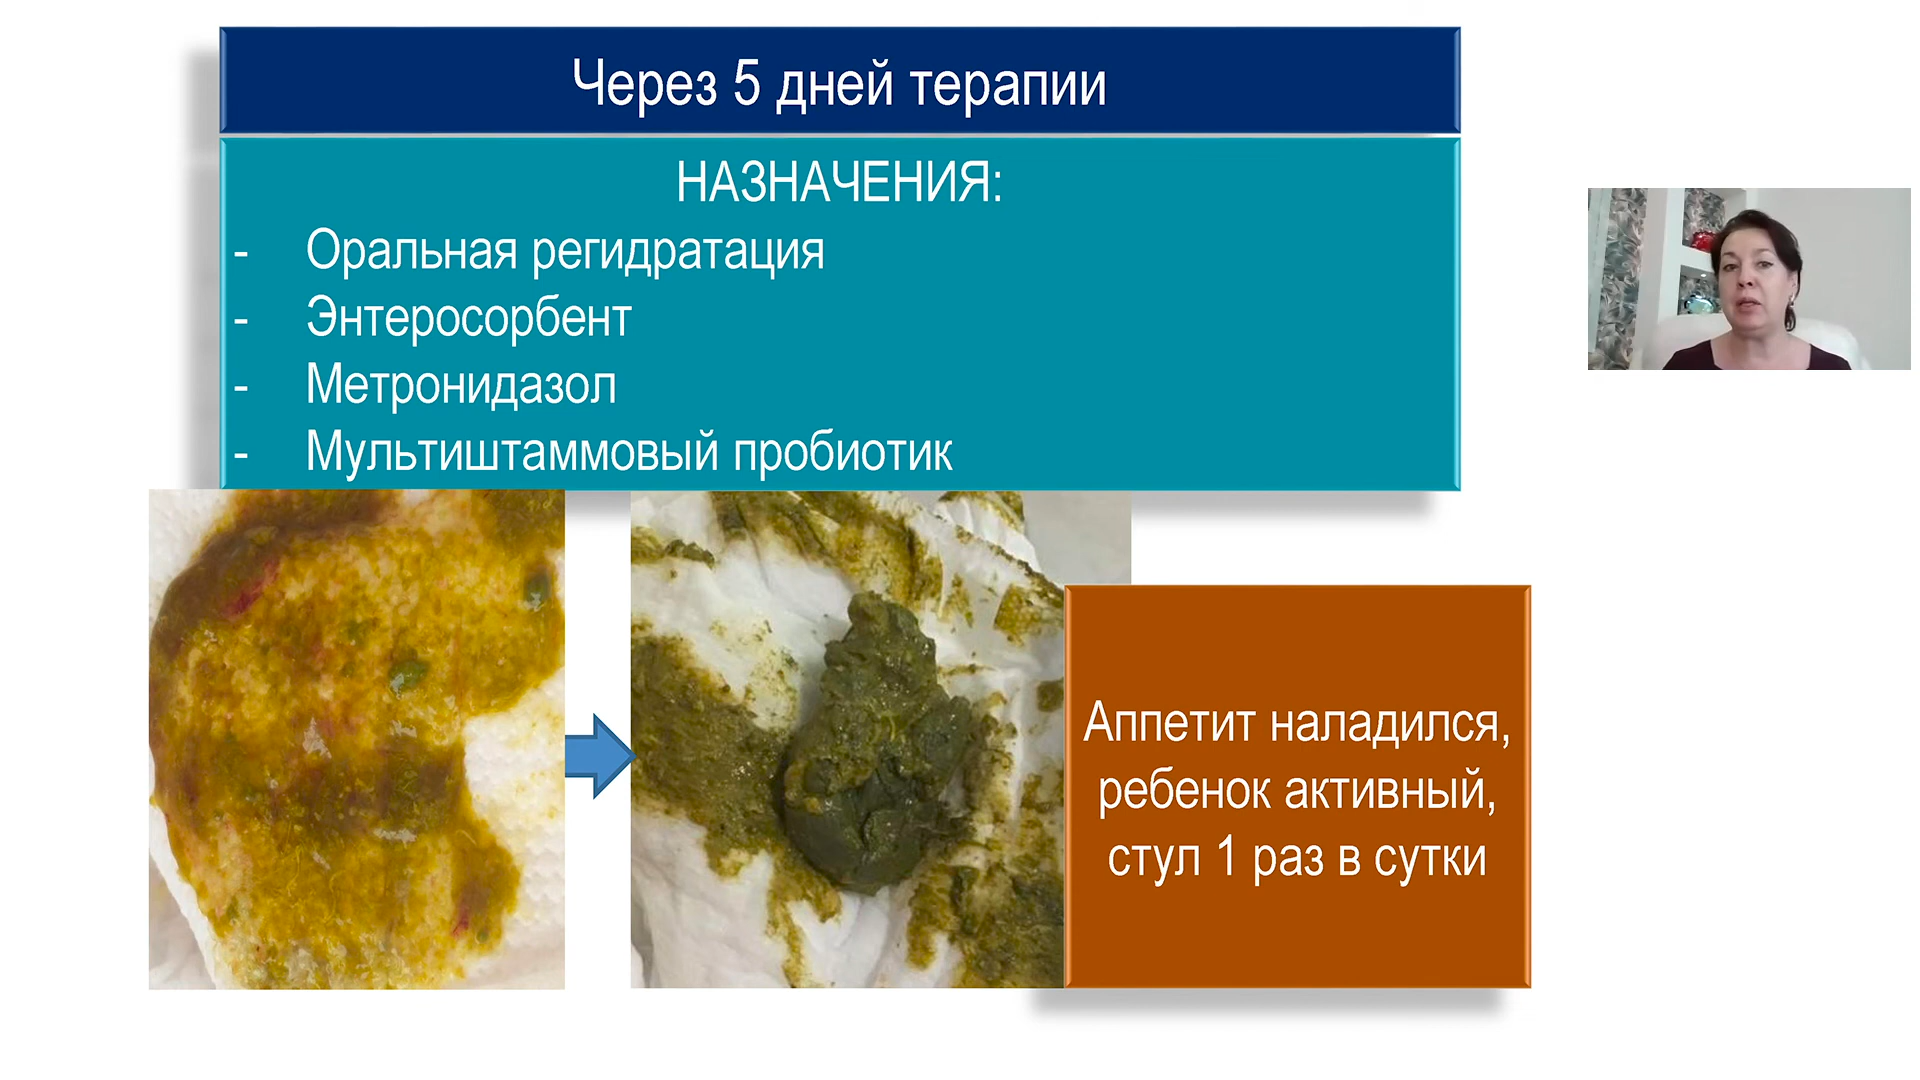 Через 5 дней терапии
НАЗНАЧЕНИЯ:
- Оральная регидратация
- Энтеросорбент
- Метронидазол
- Мультиштаммовый пробиотик
Аппетит наладился,
ребенок активный,
стул 1 раз в сутки